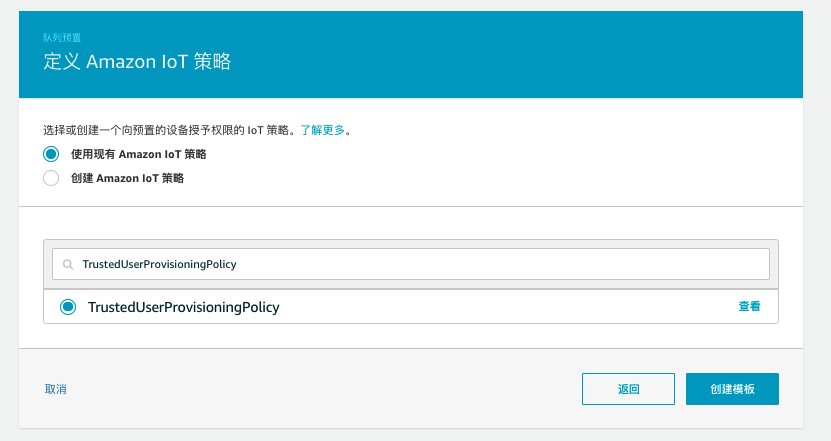 队列预置
定义 Amazon IoT 策略
选择或创建一个向预置的设备授予权限的 IoT 策略。了解更多。
使用现有 Amazon IoT 策略
创建 Amazon IoT 策略
TrustedUserProvisioningPolicy
TrustedUserProvisioningPolicy 查看
取消 返回 创建模板